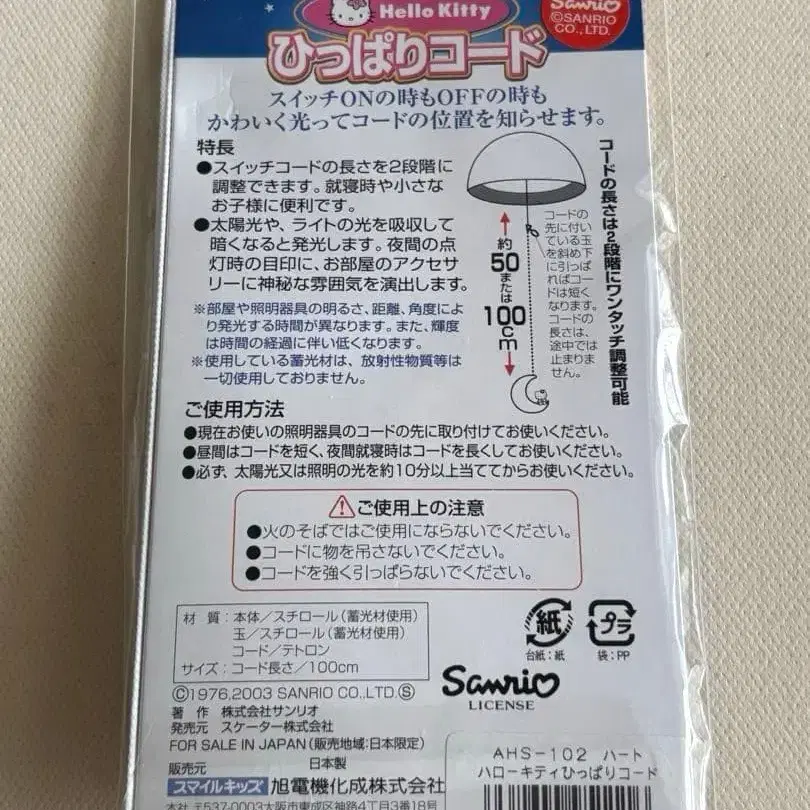 Hello Kitty
Sanrio
©SANRIO
CO.,LTD.
ひっぱりコード
スイッチONの時もOFFの時も
かわいく光ってコードの位置を知らせます。
特長
●スイッチコードの長さを2段階に
調整できます。就寝時や小さな
お子様に便利です。
●太陽光や、ライトの光を吸収して
暗くなると発光します。夜間の点
灯時の目印に、お部屋のアクセサ
リーに神秘な雰囲気を演出します。
※部屋や照明器具の明るさ、距離、角度によ
り発光する時間が異なります。また、輝度
は時間の経過に伴い低くなります。
※使用している蓄光材は、放射性物質等は
一切使用しておりません。
約
50
または
100
cm
コードの
先に付い
ている玉
を斜め下
に引っぱ
ればコー
ドは短く
なります。
コードの
長さは、
途中では
止まりま
せん。
コードの長さは2段階にワンタッチ調整可能
ご使用方法
●現在お使いの照明器具のコードの先に取り付けてお使いください。
●昼間はコードを短く、夜間就寝時はコードを長くしてお使いください。
●必ず、太陽光又は照明の光を約10分以上当ててからお使いください。
ご使用上の注意
●火のそばではご使用にならないでください。
●コードに物を吊さないでください。
●コードを強く引っぱらないでください。
材 質：本体／スチロール（蓄光材使用）
玉／スチロール（蓄光材使用）
コード／テトロン
サイズ：コード長さ／100cm
紙
台紙：紙
プラ
袋：PP
©1976,2003 SANRIO CO.,LTD.Ⓢ
著 作 株式会社サンリオ
発売元 スケーター株式会社
FOR SALE IN JAPAN（販売地域:日本限定）
日本製
Sanrio
LICENSE
販売元
スマイルキッズ 旭電機化成株式会社
本社 〒537-0003大阪市東成区神路4丁目3番18号
AHS-102 ハート
ハローキティひっぱりコード